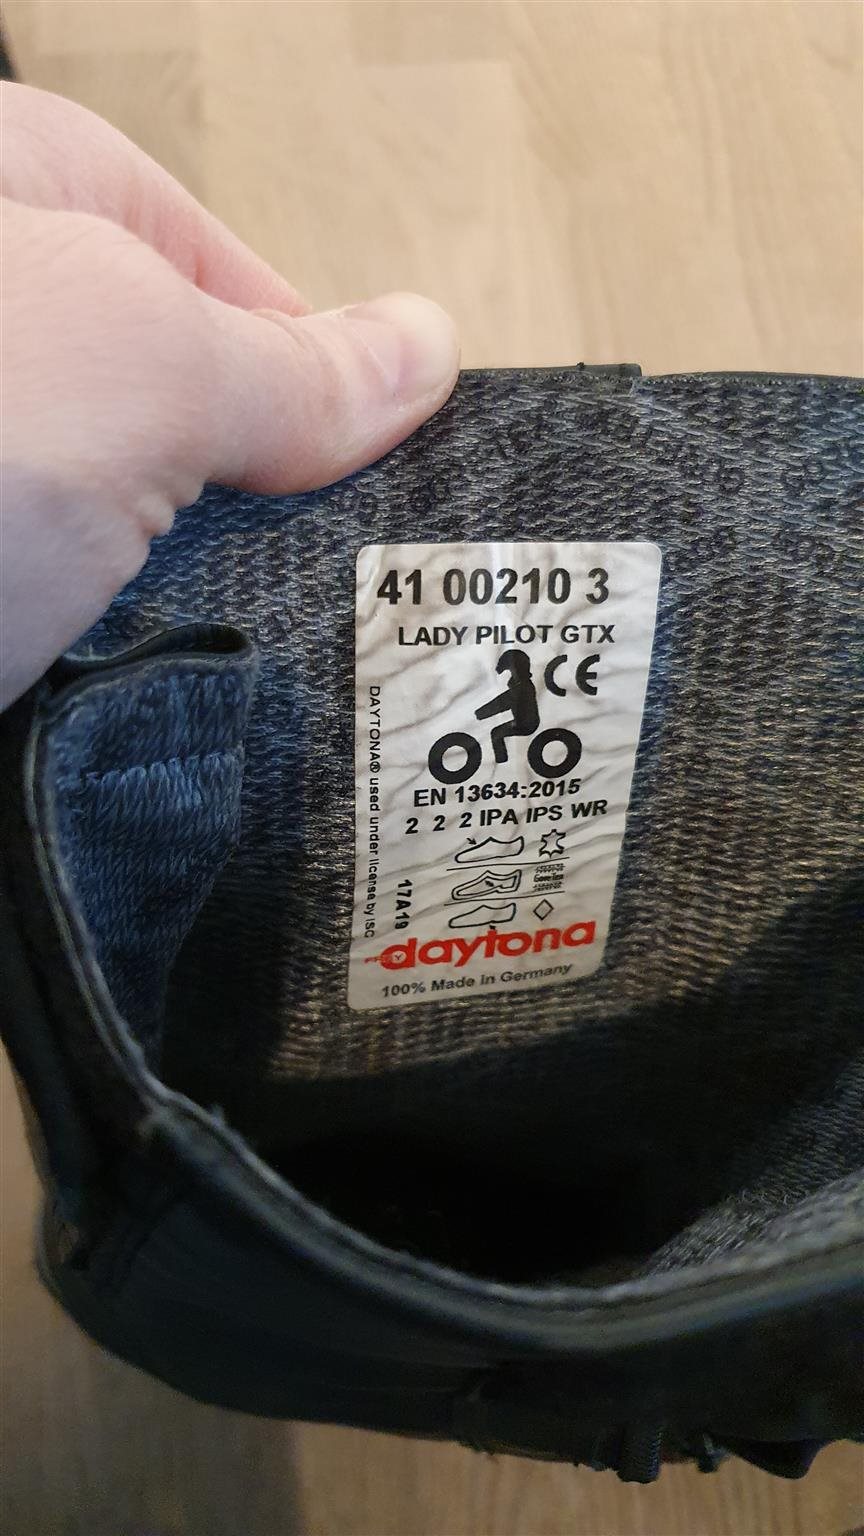 41 00210 3
LADY PILOT GTX
CE
DAYTONA® used under license by ISC
EN 13634:2015
2 2 2 IPA IPS WR
17A19
daytona
100% Made in Germany